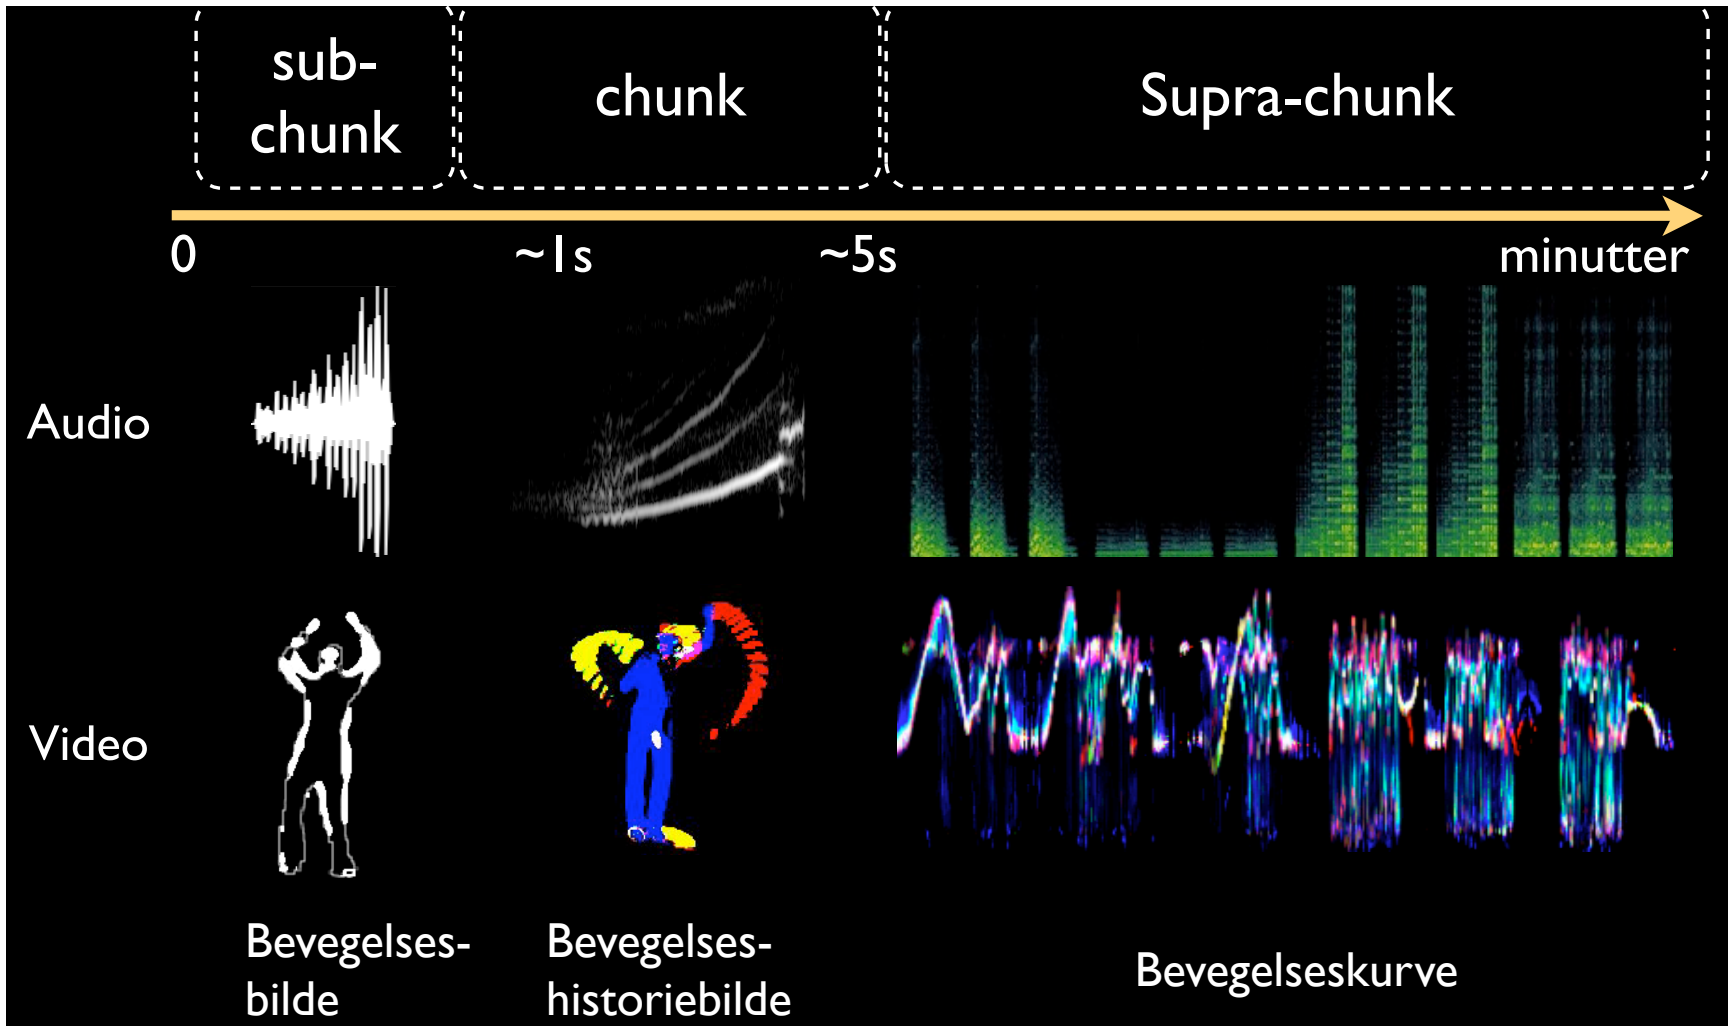 sub-
chunk
chunk
Supra-chunk
0
~1s
~5s
minutter
Audio
Video
Bevegelses-
bilde
Bevegelses-
historiebilde
Bevegelseskurve